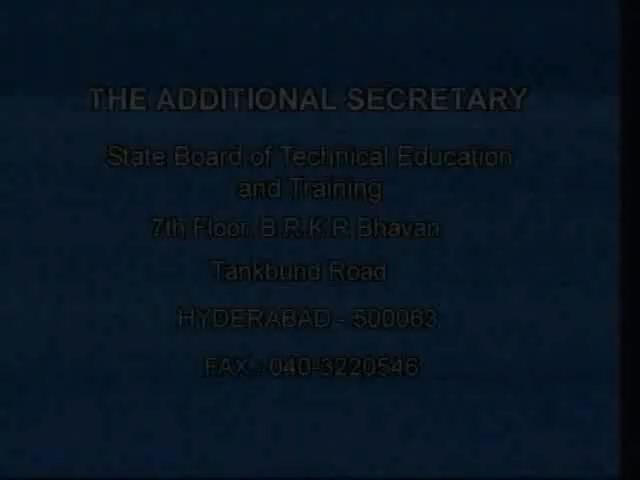 THE ADDITIONAL SECRETARY
State Board of Technical Education
and Training
7th Floor, B.R.K.R.Bhavan
Tankbund Road
HYDERABAD - 500063
FAX - 040-3220546